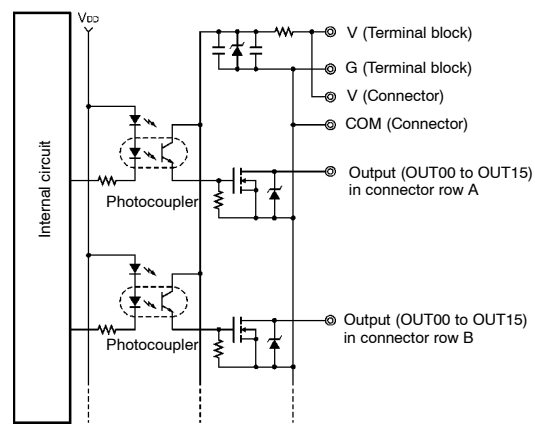 VDD
V (Terminal block)
G (Terminal block)
V (Connector)
COM (Connector)
Output (OUT00 to OUT15)
in connector row A
Photocoupler
Internal circuit
Output (OUT00 to OUT15)
in connector row B
Photocoupler